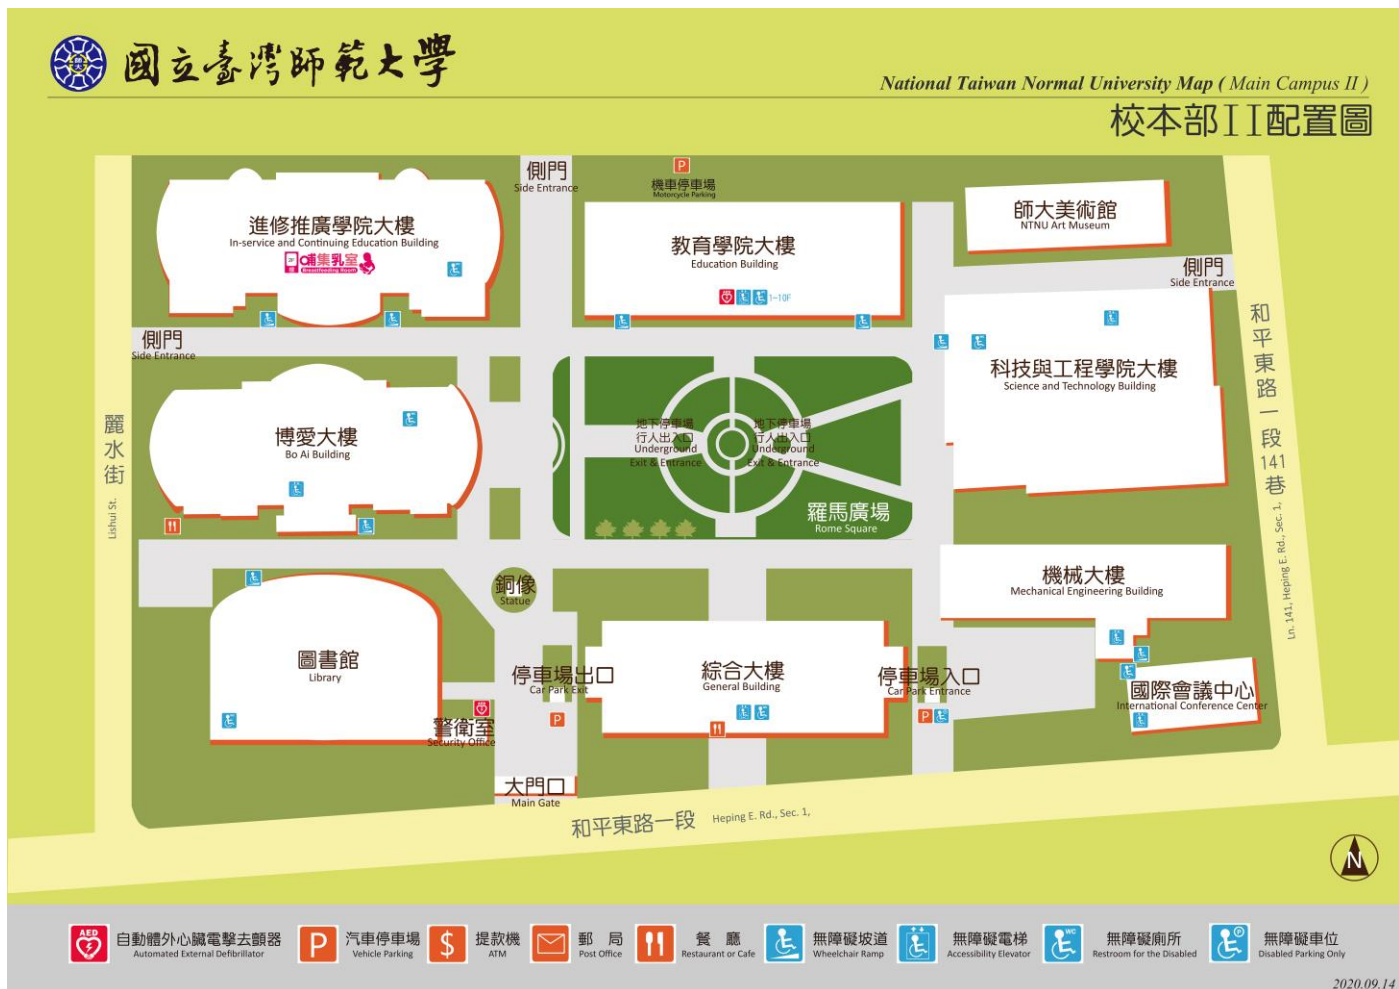 國立臺灣師範大學
National Taiwan Normal University Map ( Main Campus II )
校本部II配置圖
側門
Side Entrance
P
機車停車場
Motorcycle Parking
進修推廣學院大樓
In-service and Continuing Education Building
哺集乳室
Breastfeeding Room
教育學院大樓
Education Building
1~10F
師大美術館
NTNU Art Museum
側門
Side Entrance
側門
Side Entrance
科技與工程學院大樓
Science and Technology Building
和平東路一段141巷
Ln. 141, Heping E. Rd., Sec. 1,
麗水街
Lishui St.
博愛大樓
Bo Ai Building
地下停車場
行人出入口
Underground
Exit & Entrance
地下停車場
行人出入口
Underground
Exit & Entrance
羅馬廣場
Rome Square
銅像
Statue
機械大樓
Mechanical Engineering Building
圖書館
Library
停車場出口
Car Park Exit
P
綜合大樓
General Building
停車場入口
Car Park Entrance
P
國際會議中心
International Conference Center
警衛室
Security Office
大門口
Main Gate
和平東路一段 Heping E. Rd., Sec. 1,
N
AED
自動體外心臟電擊去顫器
Automated External Defibrillator
P
汽車停車場
Vehicle Parking
$
提款機
ATM
郵 局
Post Office
餐 廳
Restaurant or Cafe
無障礙坡道
Wheelchair Ramp
無障礙電梯
Accessibility Elevator
WC
無障礙廁所
Restroom for the Disabled
P
無障礙車位
Disabled Parking Only
2020.09.14